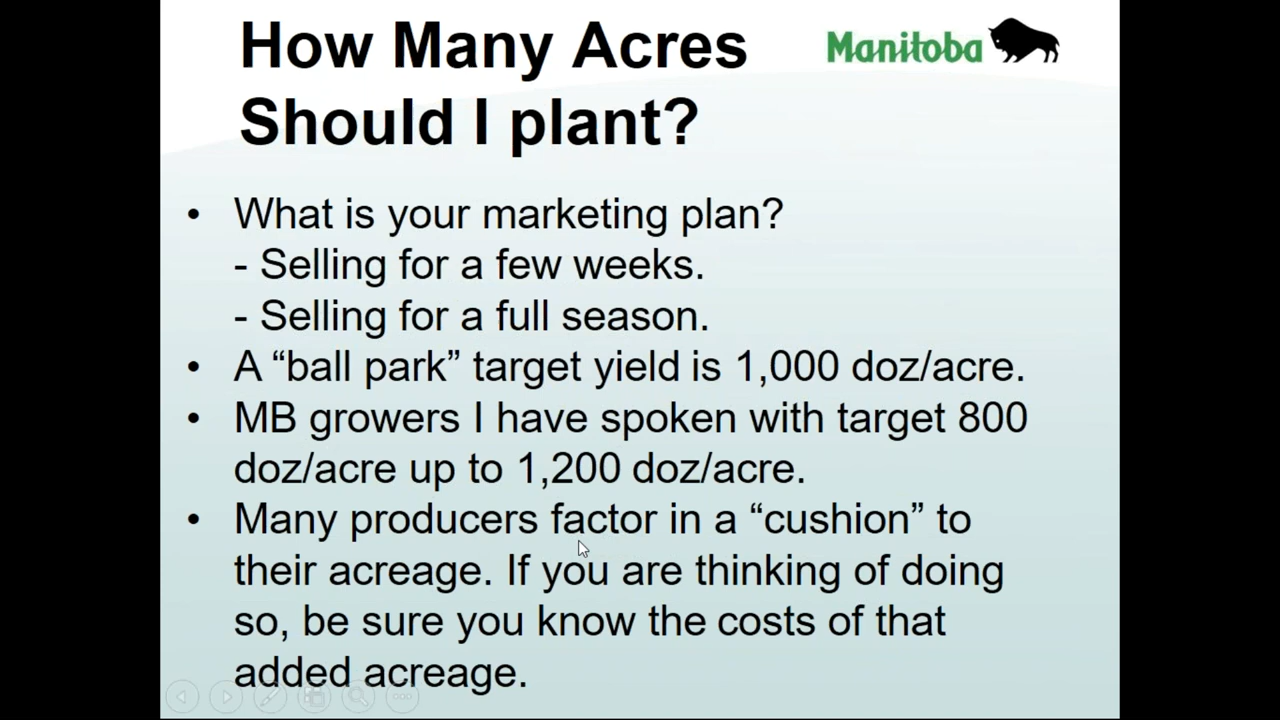 How Many Acres
Should I plant?
Manitoba
• What is your marketing plan?
- Selling for a few weeks.
- Selling for a full season.
• A “ball park” target yield is 1,000 doz/acre.
• MB growers I have spoken with target 800
doz/acre up to 1,200 doz/acre.
• Many producers factor in a “cushion” to
their acreage. If you are thinking of doing
so, be sure you know the costs of that
added acreage.